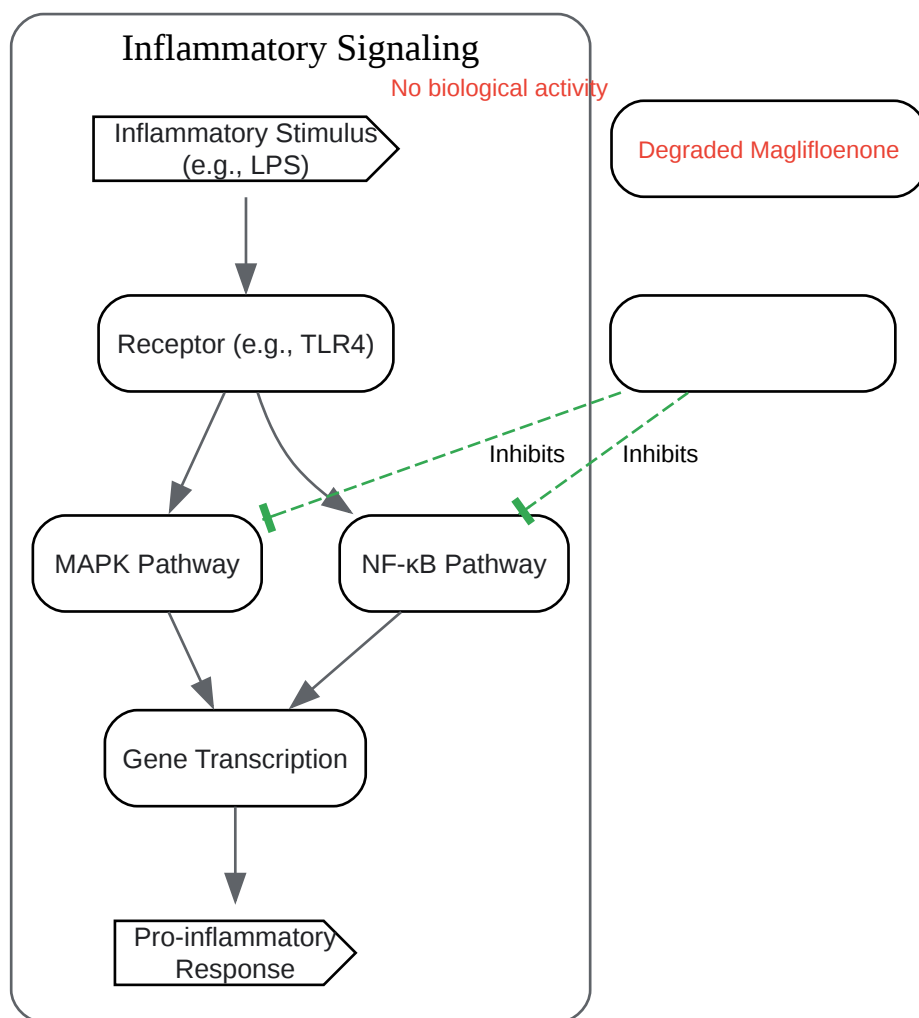 Inflammatory Signaling
No biological activity
Inflammatory Stimulus
(e.g., LPS)
Degraded Maglifloenone
Receptor (e.g., TLR4)
Inhibits
Inhibits
MAPK Pathway
NF-κB Pathway
Gene Transcription
Pro-inflammatory
Response